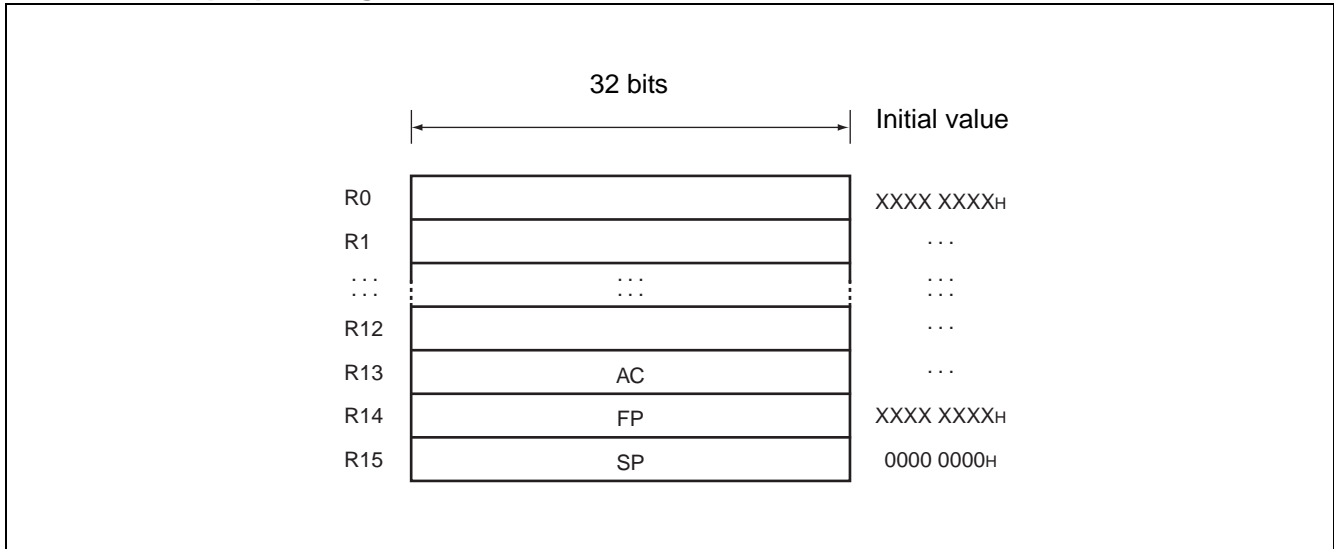 32 bits
Initial value
R0 XXXX XXXXH
R1 . . .
. . . . . . . . .
. . . . . . . . .
R12 . . .
R13 AC . . .
R14 FP XXXX XXXXH
R15 SP 0000 0000H